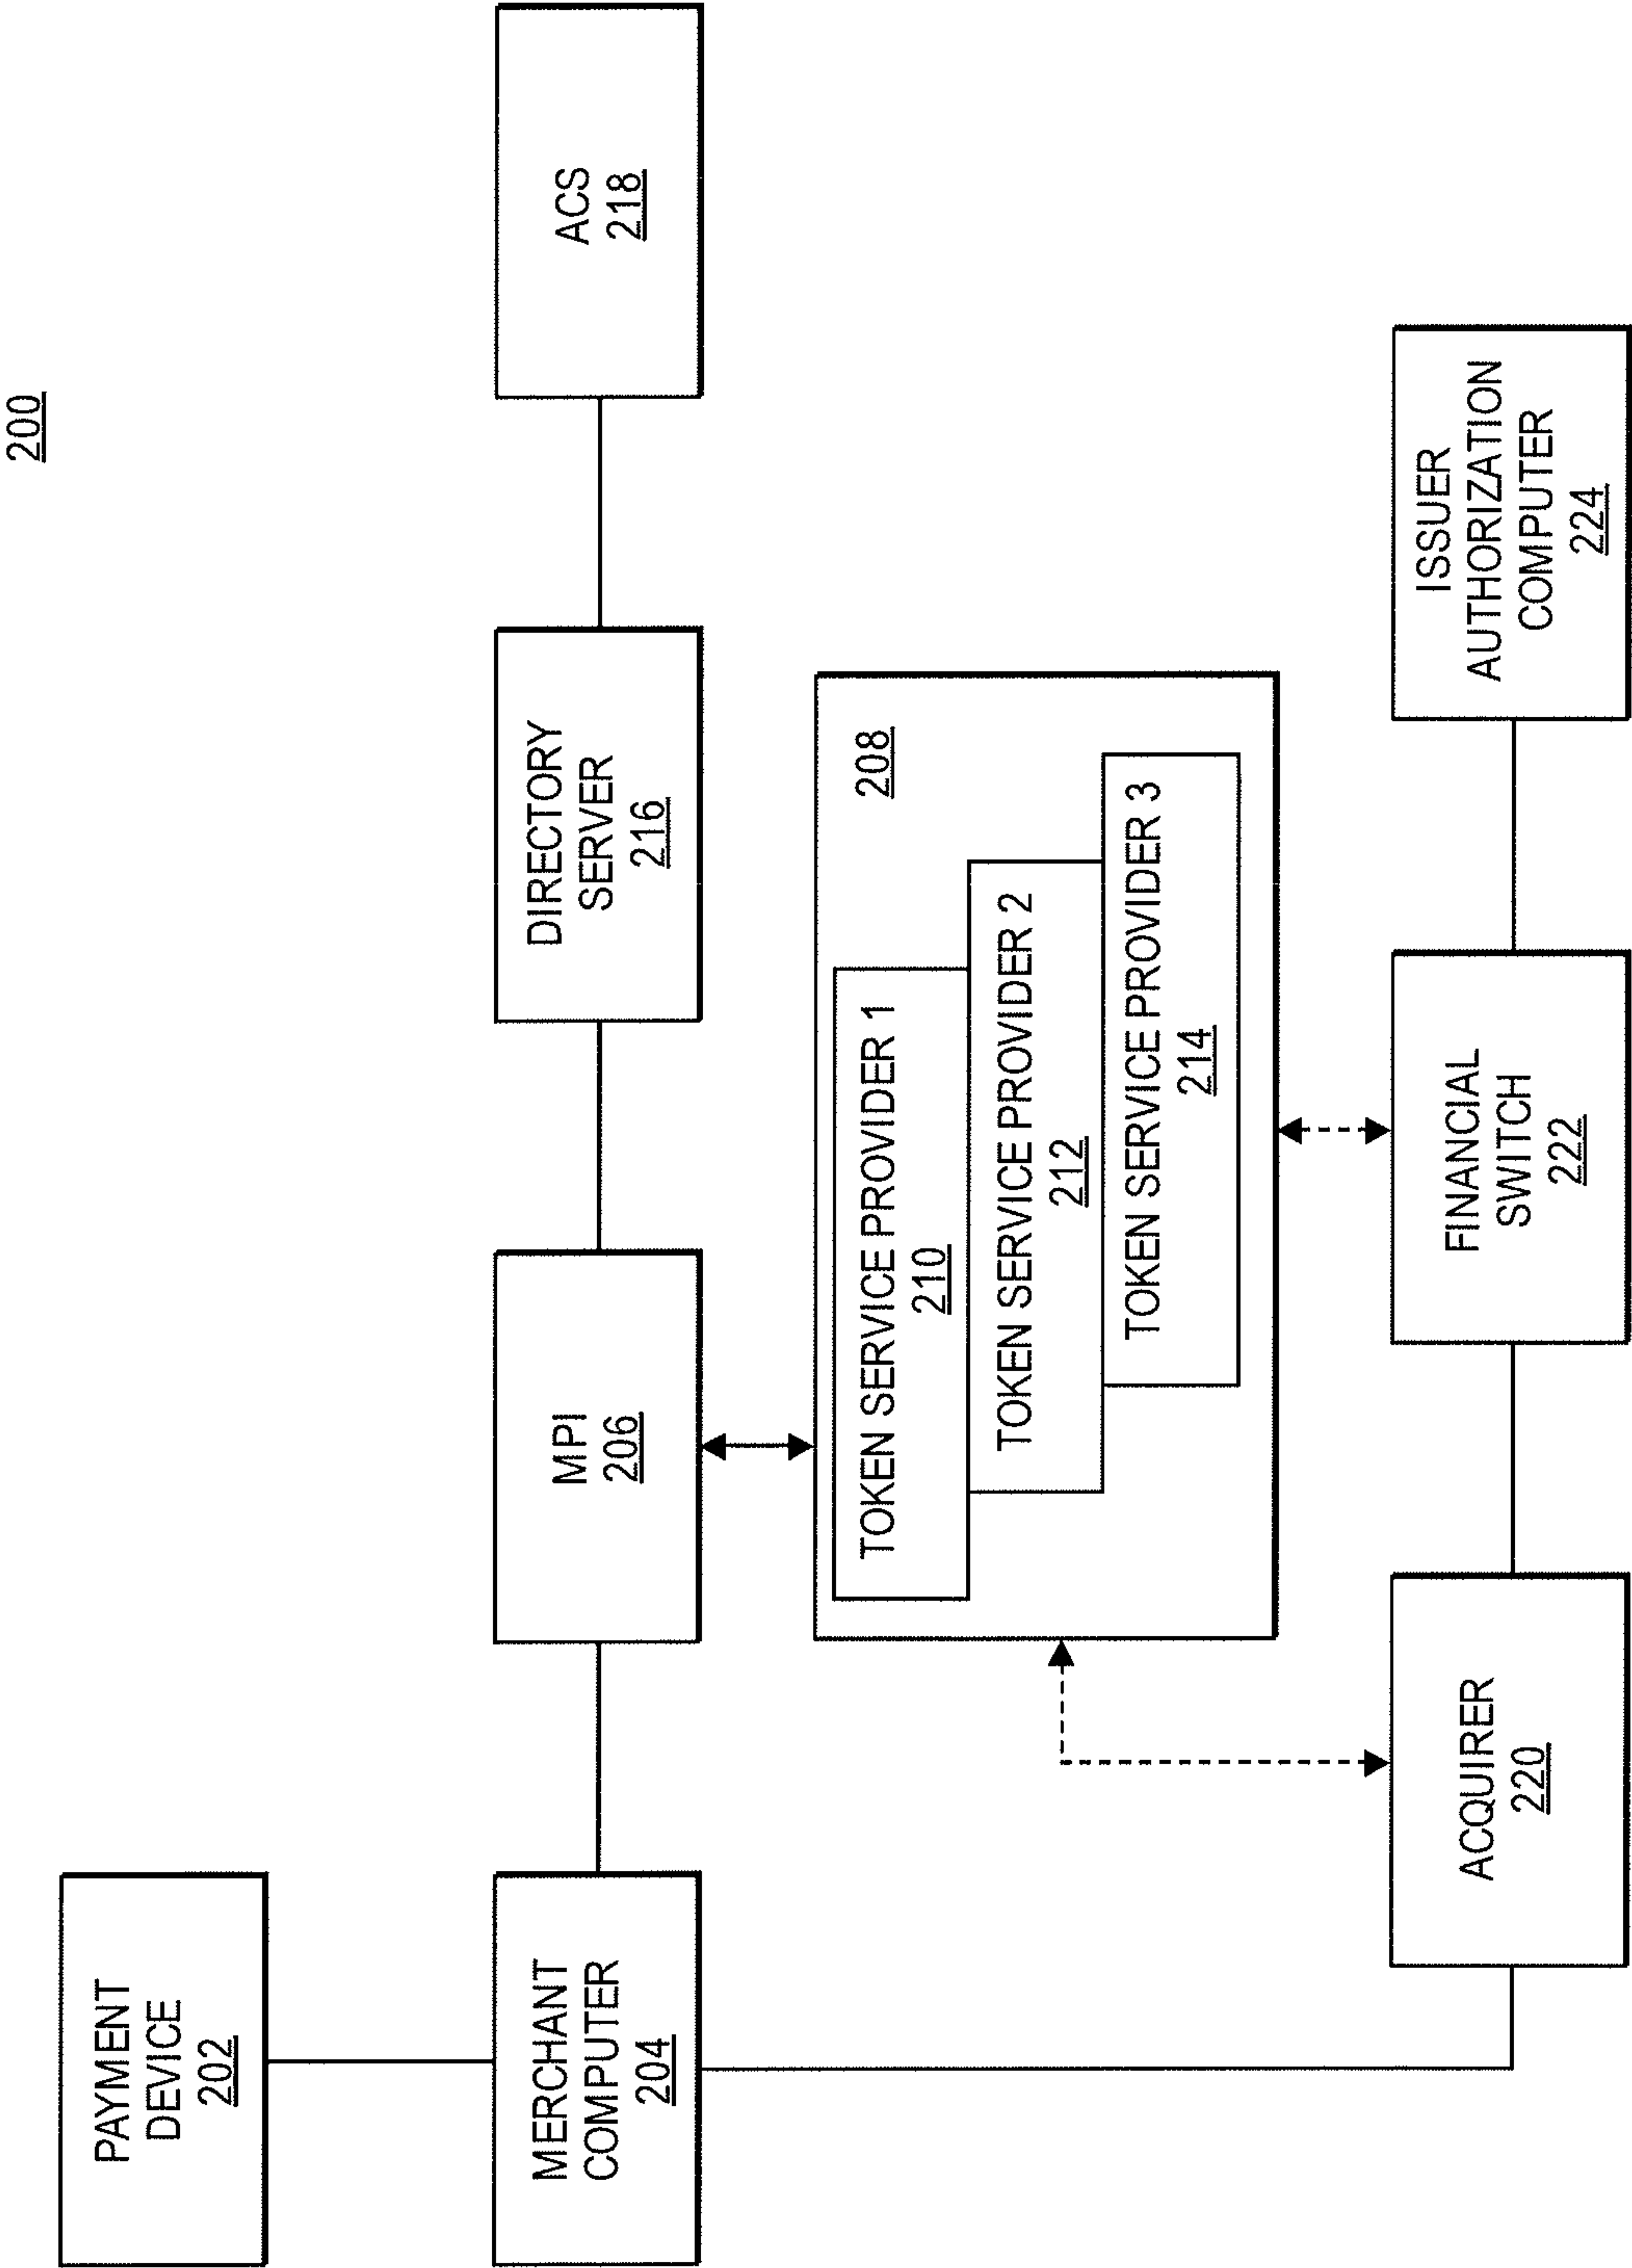 200
PAYMENT
DEVICE
202
MERCHANT
COMPUTER
204
MPI
206
DIRECTORY
SERVER
216
ACS
218
208
TOKEN SERVICE PROVIDER 1
210
TOKEN SERVICE PROVIDER 2
212
TOKEN SERVICE PROVIDER 3
214
ACQUIRER
220
FINANCIAL
SWITCH
222
ISSUER
AUTHORIZATION
COMPUTER
224